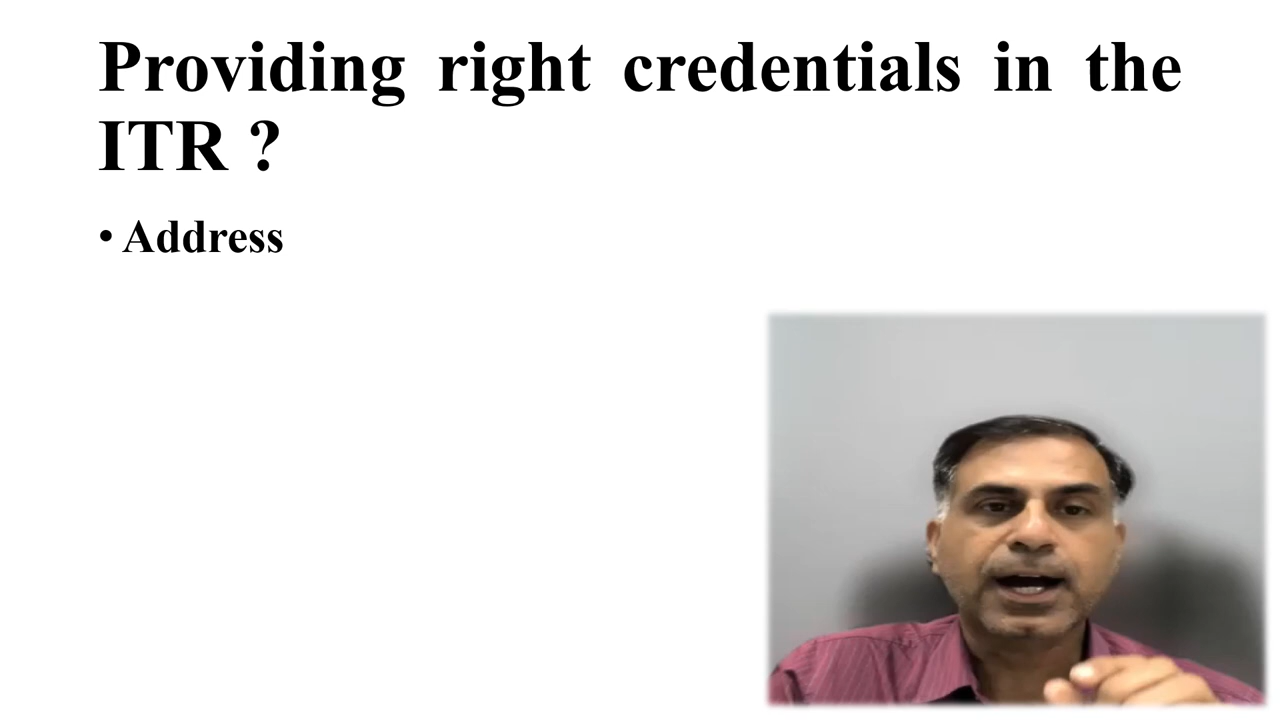 Providing right credentials in the
ITR ?
• Address